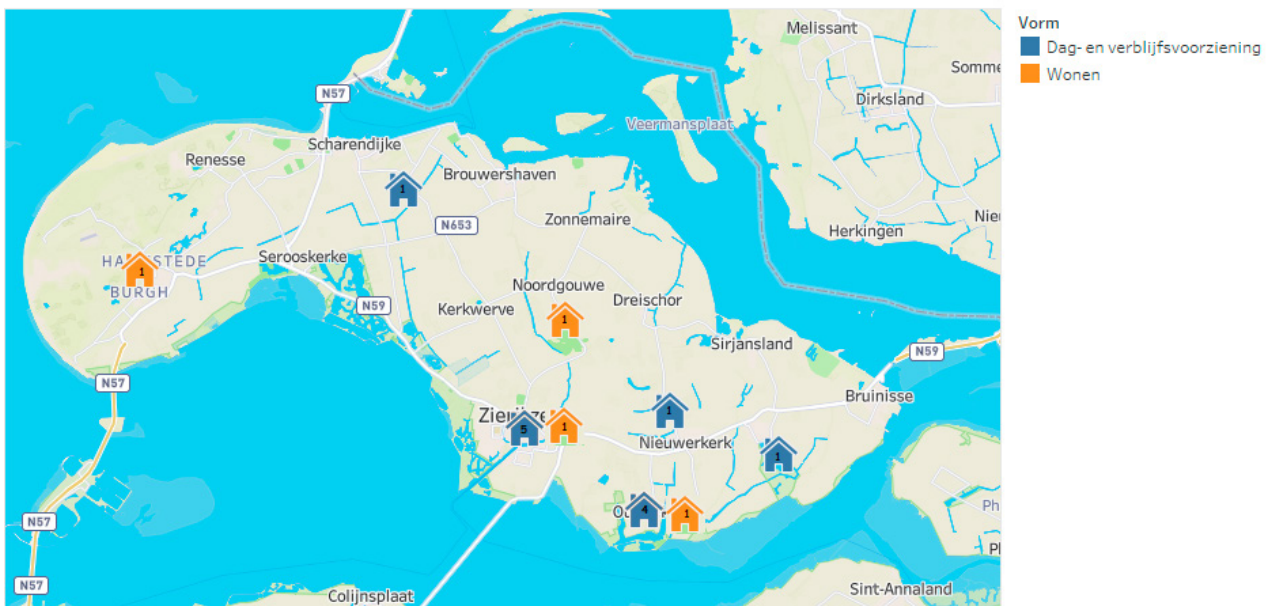 Vorm
Dag- en verblijfsvoorziening
Wonen
Melissant
Somme
N57
Dirksland
Veermansplaat
Scharendijke
Renesse
Brouwershaven
1
Zonnemaire
Nieu
N653
Herkingen
Serooskerke
1
BURGH
Noordgouwe
Dreischor
N59
Kerkwerve
1
Sirjansland
N59
N57
Bruinisse
1
5
1
Nieuwerkerk
1
4
1
N57
N57
Sint-Annaland
Colijnsplaat